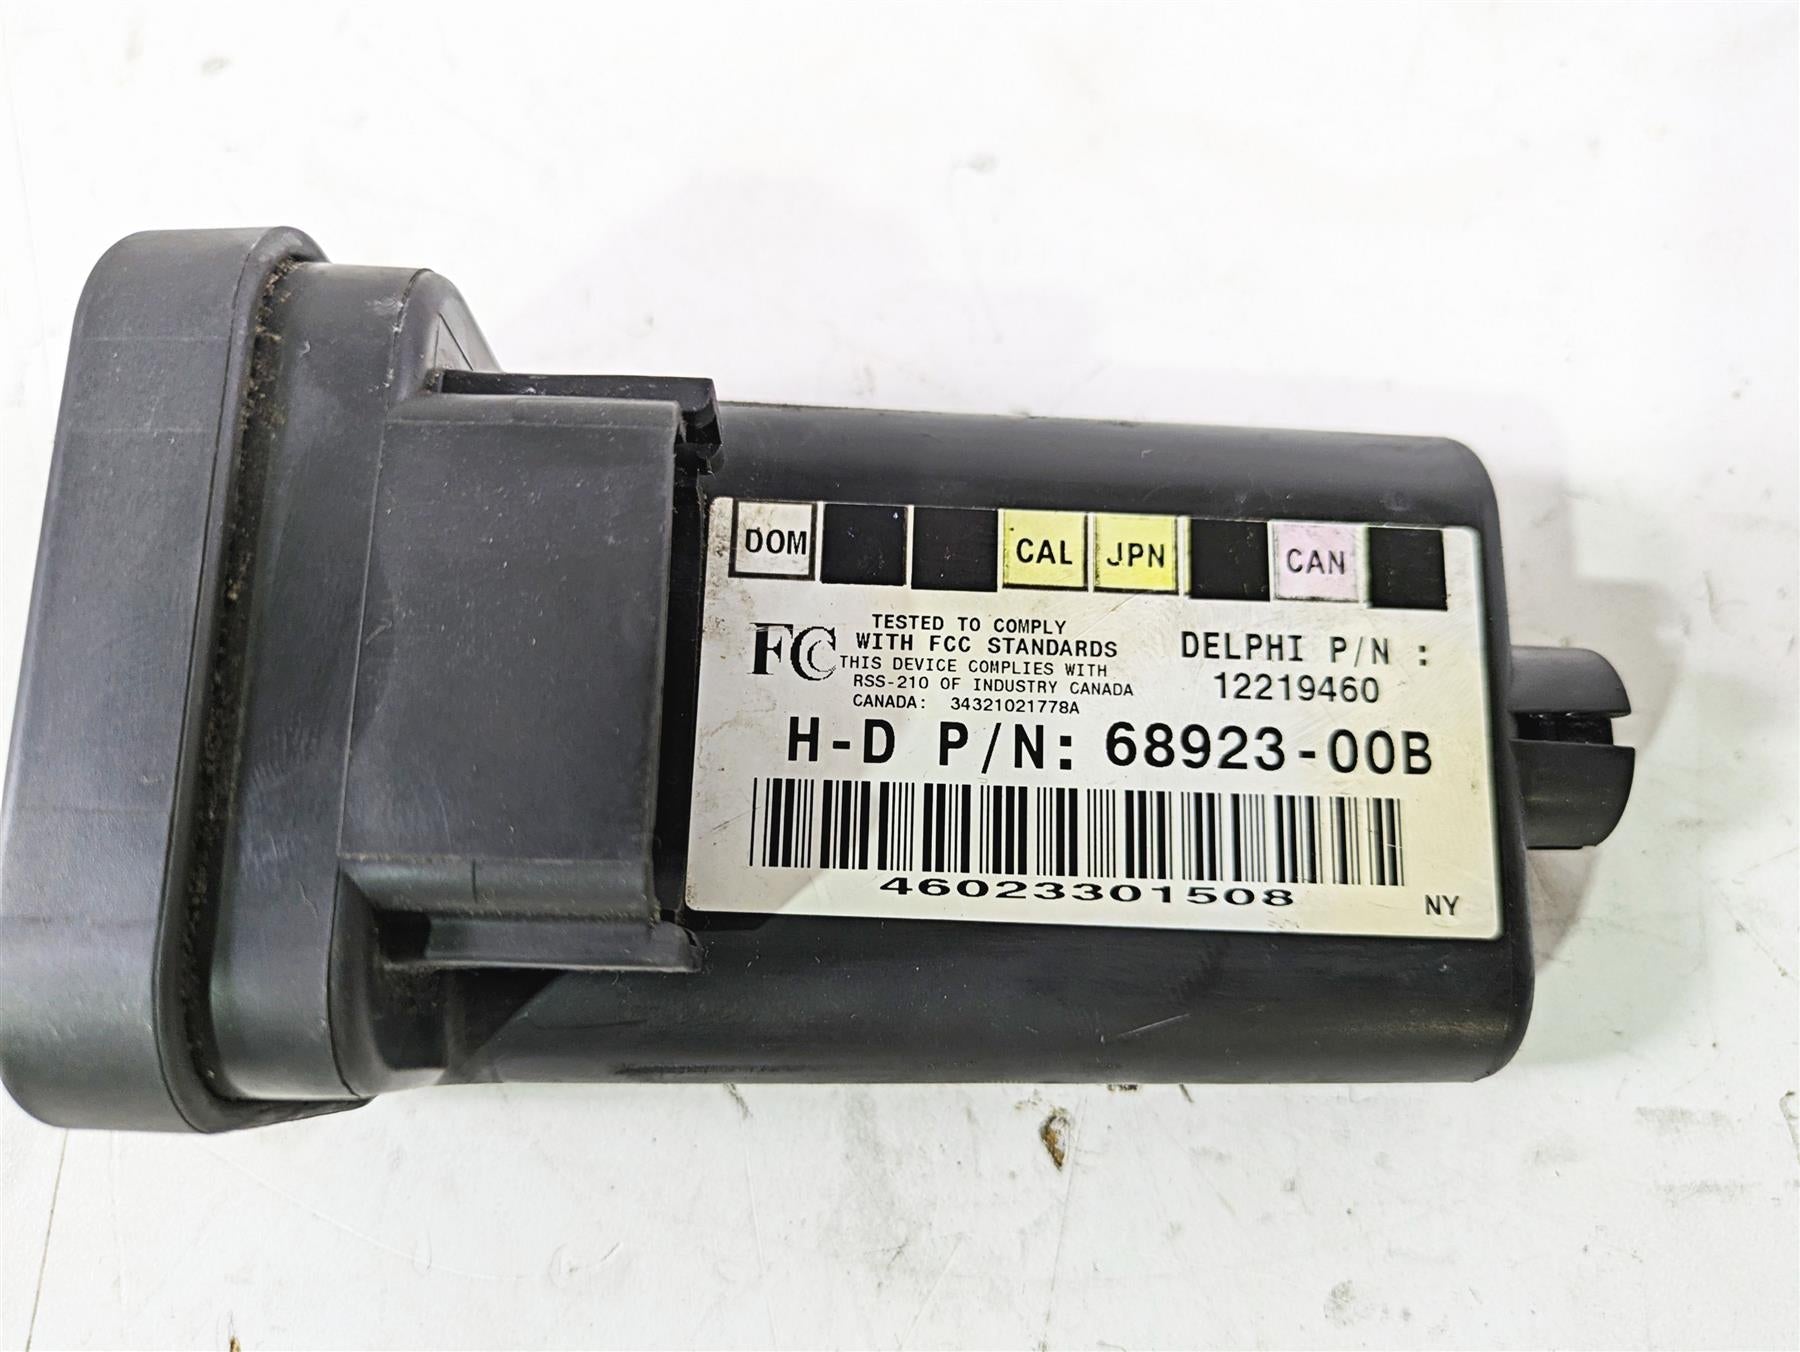 DOM CAL JPN CAN
FC
TESTED TO COMPLY
WITH FCC STANDARDS
THIS DEVICE COMPLIES WITH
RSS-210 OF INDUSTRY CANADA
CANADA: 34321021778A
DELPHI P/N :
12219460
H-D P/N: 68923-00B
46023301508
NY